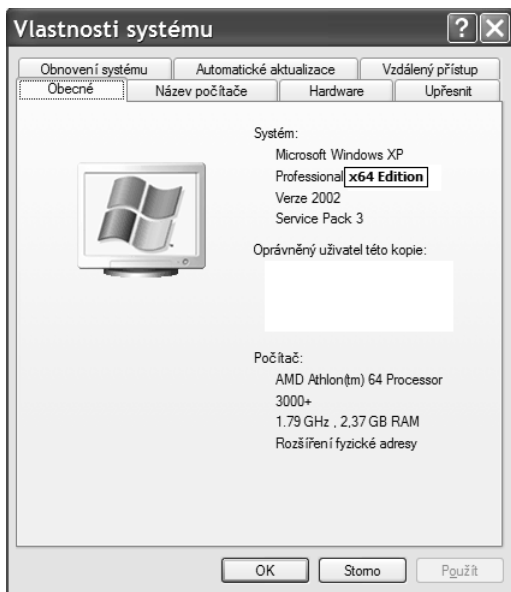 Vlastnosti systému
Obnovení systému Automatické aktualizace Vzdálený přístup
Obecné Název počítače Hardware Upřesnit
Systém:
Microsoft Windows XP
Professional x64 Edition
Verze 2002
Service Pack 3
Oprávněný uživatel této kopie:
Počítač:
AMD Athlon(tm) 64 Processor
3000+
1.79 GHz , 2,37 GB RAM
Rozšíření fyzické adresy
OK Storno Použít